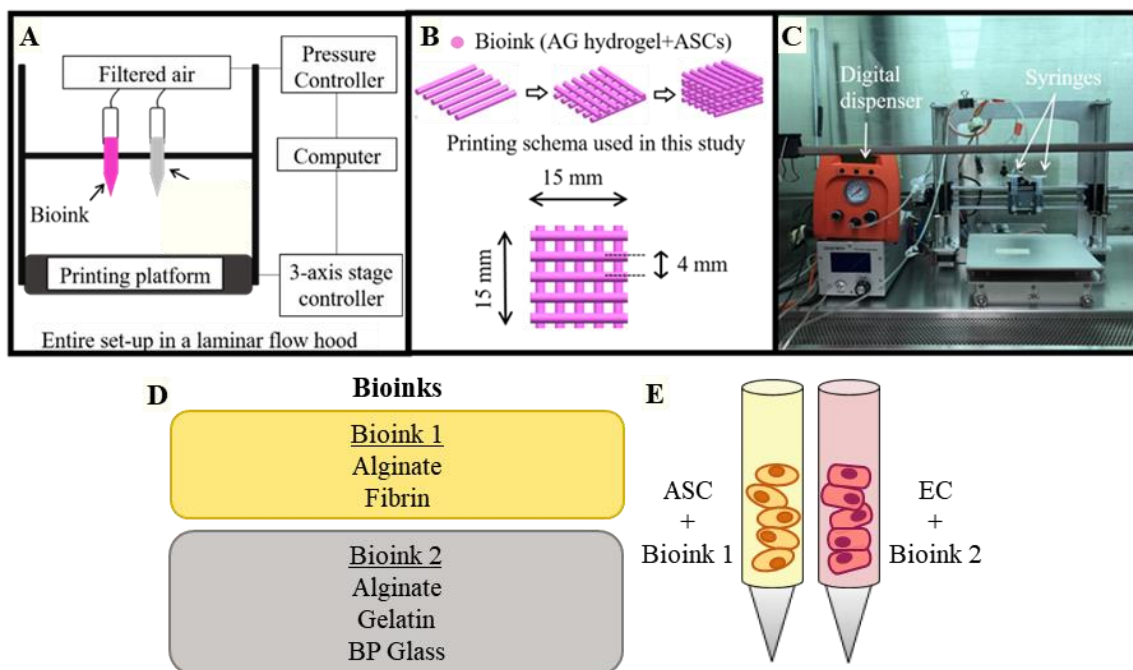 A
Filtered air
Pressure
Controller
Computer
Bioink
Printing platform
3-axis stage
controller
Entire set-up in a laminar flow hood
B
Bioink (AG hydrogel+ASCs)
Printing schema used in this study
15 mm
15 mm
4 mm
C
Digital
dispenser
Syringes
D
Bioinks
Bioink 1
Alginate
Fibrin
Bioink 2
Alginate
Gelatin
BP Glass
E
ASC
+
Bioink 1
EC
+
Bioink 2